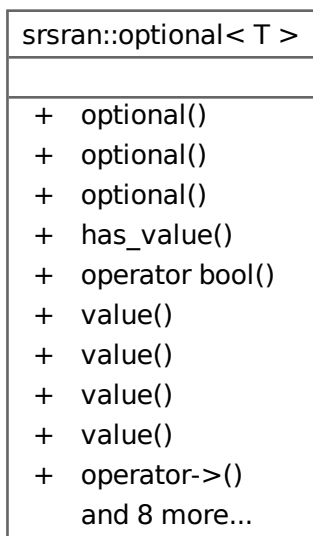 srsran::optional< T >
+ optional()
+ optional()
+ optional()
+ has_value()
+ operator bool()
+ value()
+ value()
+ value()
+ value()
+ operator->()
and 8 more...